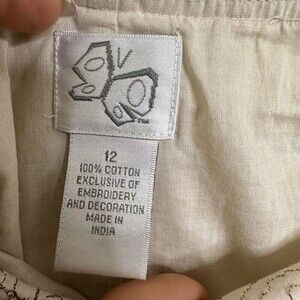 12
100% COTTON
EXCLUSIVE OF
EMBROIDERY
AND DECORATION
MADE IN
INDIA